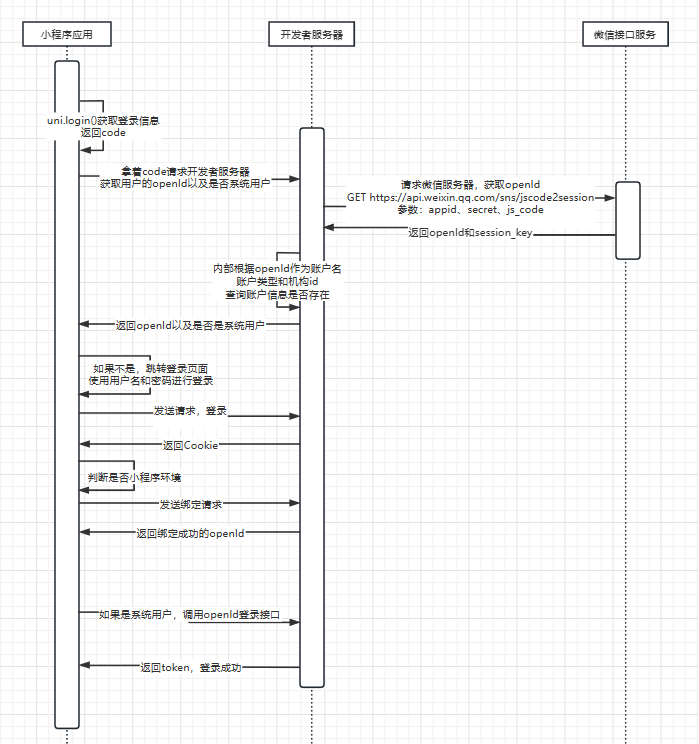 小程序应用
开发者服务器
微信接口服务
uni.login()获取登录信息
返回code
拿着code请求开发者服务器
获取用户的openId以及是否系统用户
请求微信服务器，获取openId
GET https://api.weixin.qq.com/sns/jscode2session
参数：appid、secret、js_code
返回openId和session_key
内部根据openId作为账户名
账户类型和机构id
查询账户信息是否存在
返回openId以及是否是系统用户
如果不是，跳转登录页面
使用用户名和密码进行登录
发送请求，登录
返回Cookie
判断是否小程序环境
发送绑定请求
返回绑定成功的openId
如果是系统用户，调用openId登录接口
返回token，登录成功